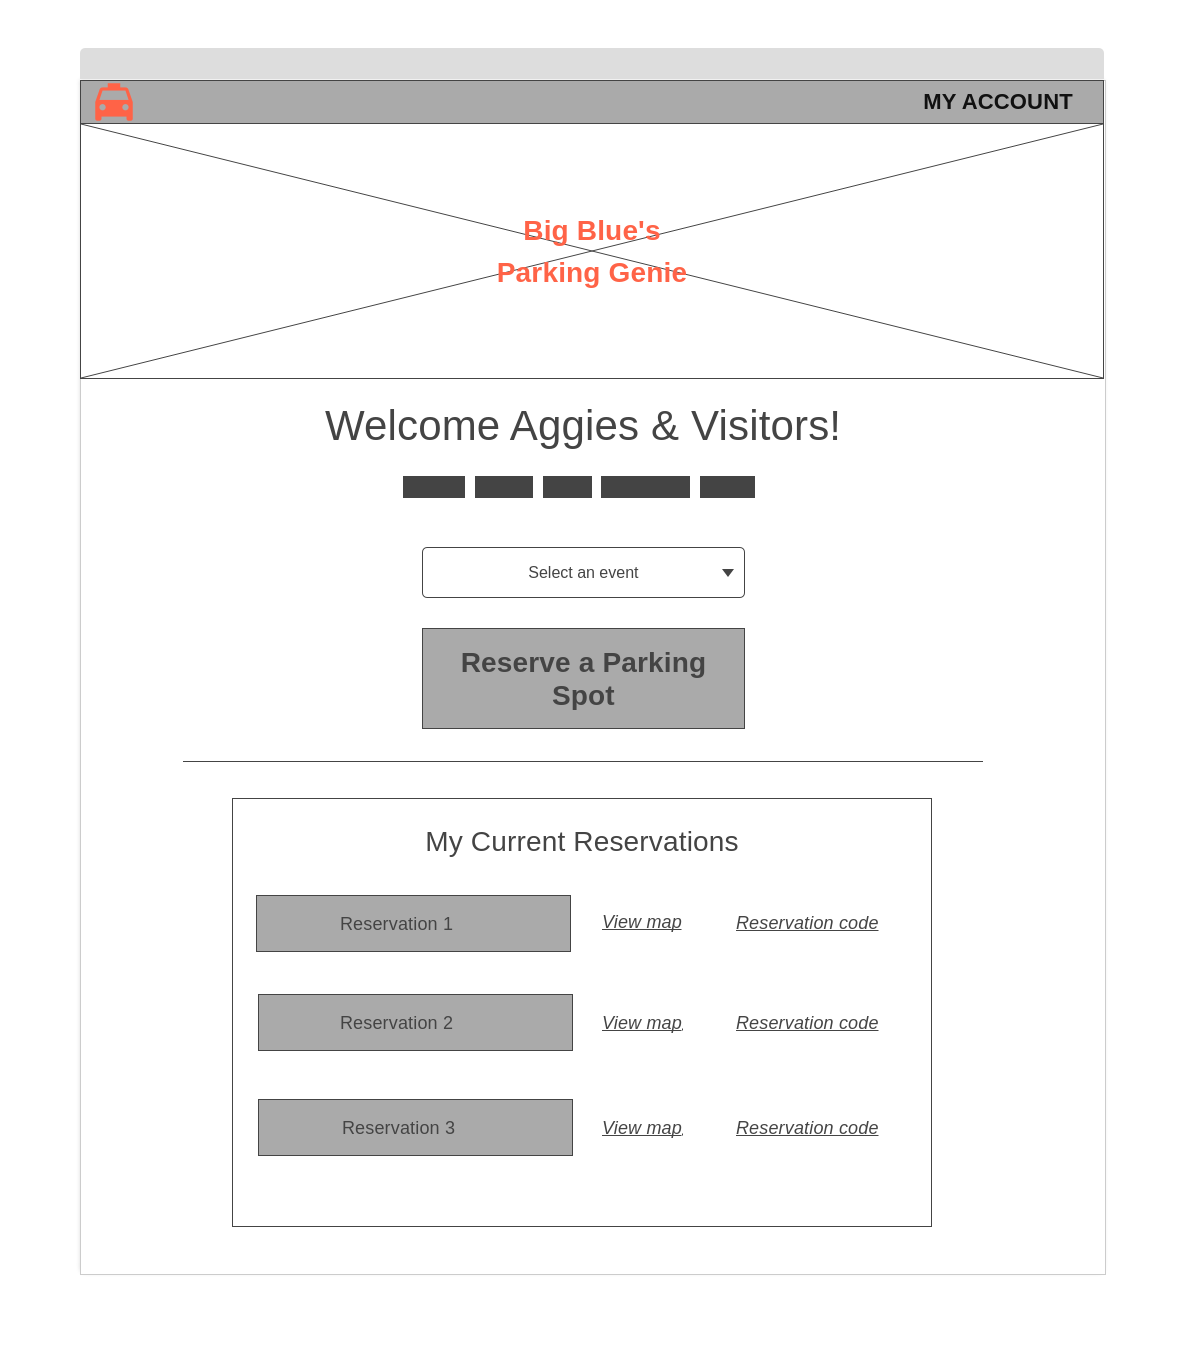 MY ACCOUNT
Big Blue's
Parking Genie
Welcome Aggies & Visitors!
Select an event
Reserve a Parking
Spot
My Current Reservations
Reservation 1 View map Reservation code
Reservation 2 View map Reservation code
Reservation 3 View map Reservation code